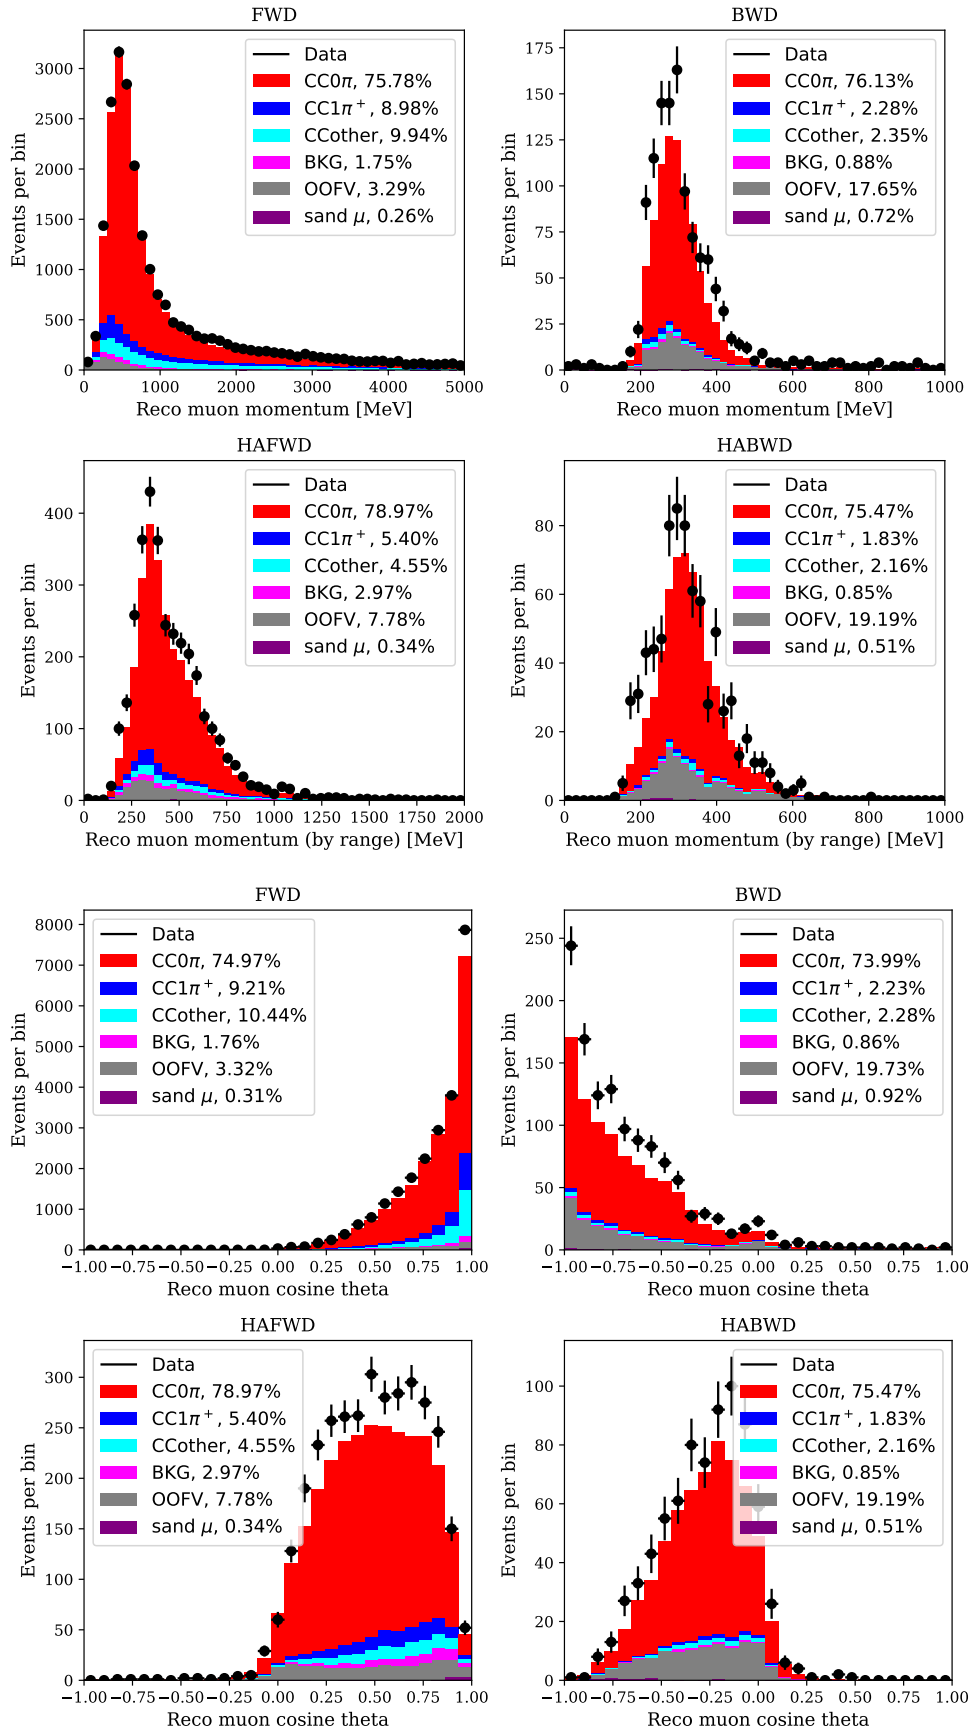 FWD
Events per bin
3000
2500
2000
1500
1000
500
0
Data
CC0π, 75.78%
CC1π⁺, 8.98%
CCother, 9.94%
BKG, 1.75%
OOFV, 3.29%
sand μ, 0.26%
0 1000 2000 3000 4000 5000
Reco muon momentum [MeV]
BWD
Events per bin
175
150
125
100
75
50
25
0
Data
CC0π, 76.13%
CC1π⁺, 2.28%
CCother, 2.35%
BKG, 0.88%
OOFV, 17.65%
sand μ, 0.72%
0 200 400 600 800 1000
Reco muon momentum [MeV]
HAFWD
Events per bin
400
300
200
100
0
Data
CC0π, 78.97%
CC1π⁺, 5.40%
CCother, 4.55%
BKG, 2.97%
OOFV, 7.78%
sand μ, 0.34%
0 250 500 750 1000 1250 1500 1750 2000
Reco muon momentum (by range) [MeV]
HABWD
Events per bin
80
60
40
20
0
Data
CC0π, 75.47%
CC1π⁺, 1.83%
CCother, 2.16%
BKG, 0.85%
OOFV, 19.19%
sand μ, 0.51%
0 200 400 600 800 1000
Reco muon momentum (by range) [MeV]
FWD
Events per bin
8000
7000
6000
5000
4000
3000
2000
1000
0
Data
CC0π, 74.97%
CC1π⁺, 9.21%
CCother, 10.44%
BKG, 1.76%
OOFV, 3.32%
sand μ, 0.31%
−1.00 −0.75 −0.50 −0.25 0.00 0.25 0.50 0.75 1.00
Reco muon cosine theta
BWD
Events per bin
250
200
150
100
50
0
Data
CC0π, 73.99%
CC1π⁺, 2.23%
CCother, 2.28%
BKG, 0.86%
OOFV, 19.73%
sand μ, 0.92%
−1.00 −0.75 −0.50 −0.25 0.00 0.25 0.50 0.75 1.00
Reco muon cosine theta
HAFWD
Events per bin
300
250
200
150
100
50
0
Data
CC0π, 78.97%
CC1π⁺, 5.40%
CCother, 4.55%
BKG, 2.97%
OOFV, 7.78%
sand μ, 0.34%
−1.00 −0.75 −0.50 −0.25 0.00 0.25 0.50 0.75 1.00
Reco muon cosine theta
HABWD
Events per bin
100
80
60
40
20
0
Data
CC0π, 75.47%
CC1π⁺, 1.83%
CCother, 2.16%
BKG, 0.85%
OOFV, 19.19%
sand μ, 0.51%
−1.00 −0.75 −0.50 −0.25 0.00 0.25 0.50 0.75 1.00
Reco muon cosine theta